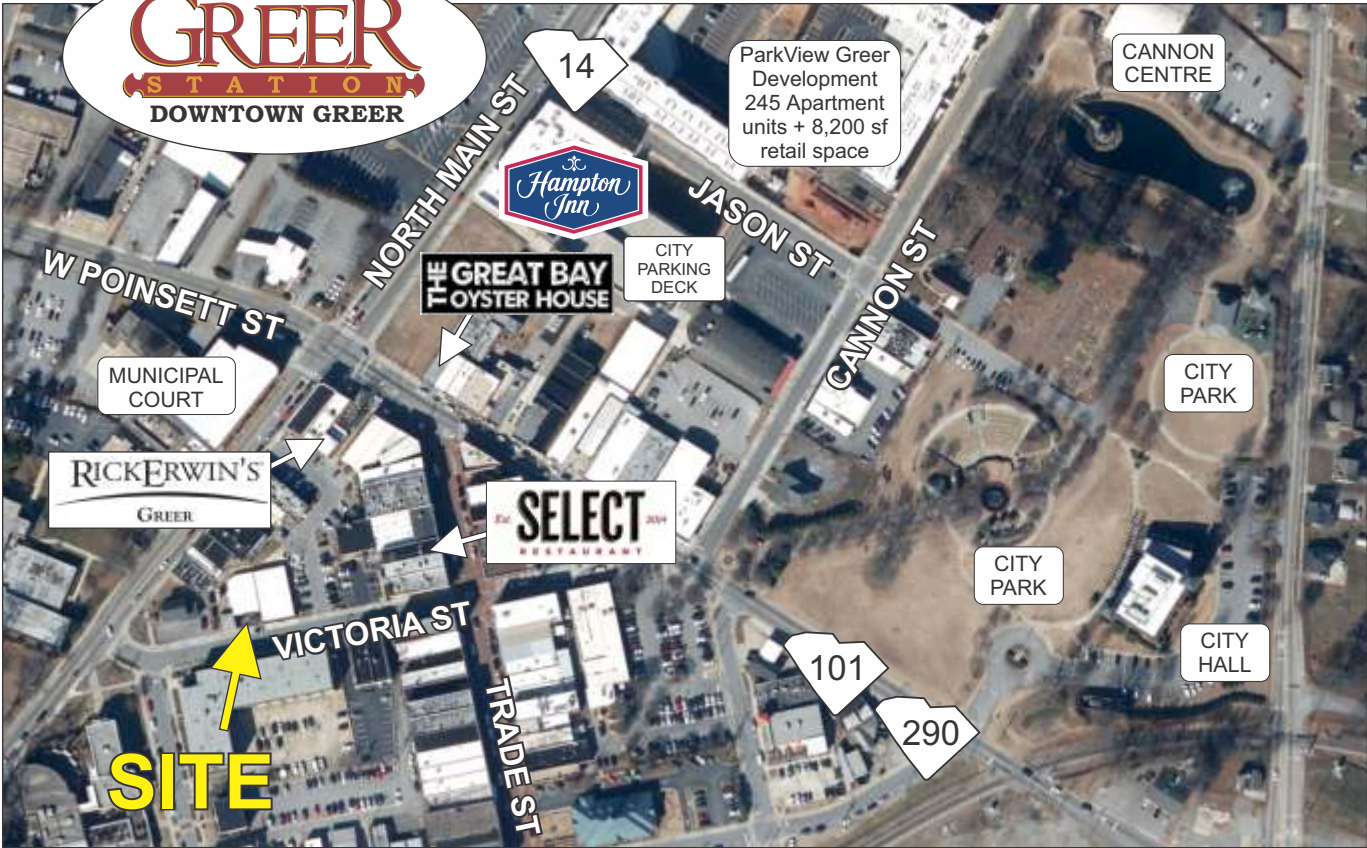 GREER
STATION
DOWNTOWN GREER
14
ParkView Greer
Development
245 Apartment
units + 8,200 sf
retail space
CANNON
CENTRE
NORTH MAIN ST
Hampton
Inn
JASON ST
CITY
PARKING
DECK
CANNON ST
W POINSETT ST
THE GREAT BAY
OYSTER HOUSE
MUNICIPAL
COURT
CITY
PARK
RICKERWIN'S
GREER
Est. SELECT 2014
RESTAURANT
CITY
PARK
VICTORIA ST
CITY
HALL
101
290
TRADE ST
SITE